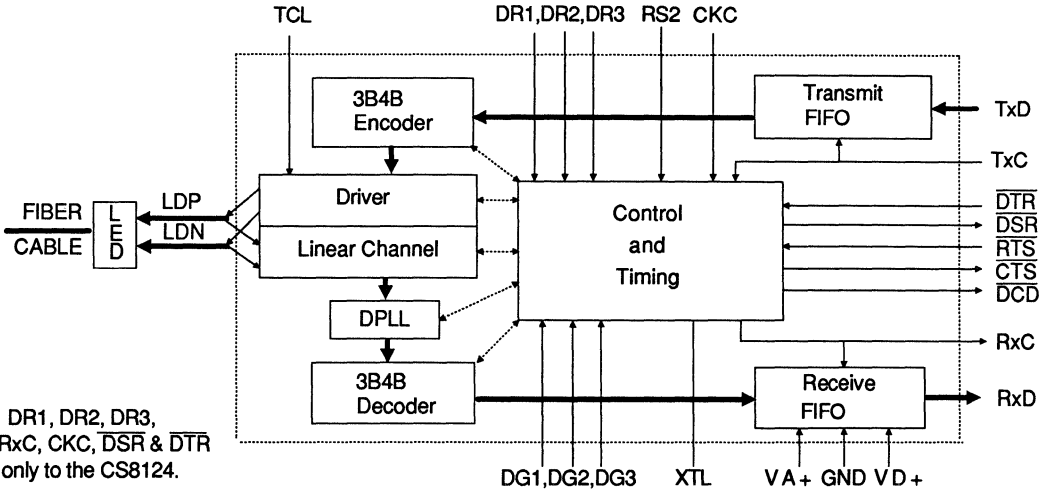 TCL
DR1,DR2,DR3
RS2
CKC
3B4B
Encoder
Transmit
FIFO
TxD
TxC
Driver
Linear Channel
Control
and
Timing
DTR
DSR
RTS
CTS
DCD
FIBER
CABLE
LED
LDP
LDN
DPLL
3B4B
Decoder
Receive
FIFO
RxC
RxD
DR1, DR2, DR3,
RxC, CKC, DSR & DTR
only to the CS8124.
DG1,DG2,DG3
XTL
VA+
GND
VD+